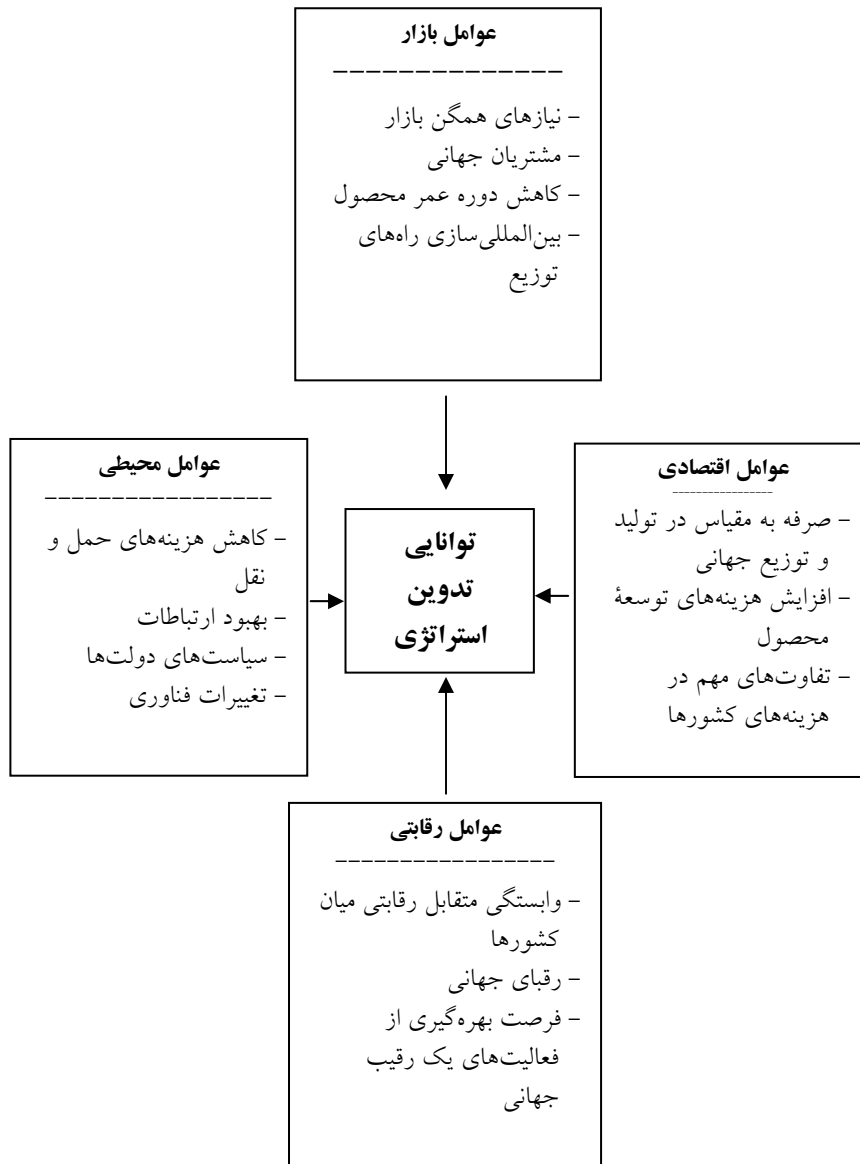 عوامل بازار
--------------
– نیازهای همگن بازار
– مشتریان جهانی
– کاهش دوره عمر محصول
– بین‌المللی‌سازی راه‌های
توزیع
عوامل اقتصادی
-----------------
– صرفه به مقیاس در تولید
و توزیع جهانی
– افزایش هزینه‌های توسعهٔ
محصول
– تفاوت‌های مهم در
هزینه‌های کشورها
توانایی
تدوین
استراتژی
عوامل محیطی
-----------------
– کاهش هزینه‌های حمل و
نقل
– بهبود ارتباطات
– سیاست‌های دولت‌ها
– تغییرات فناوری
عوامل رقابتی
-----------------
– وابستگی متقابل رقابتی میان
کشورها
– رقبای جهانی
– فرصت بهره‌گیری از
فعالیت‌های یک رقیب
جهانی